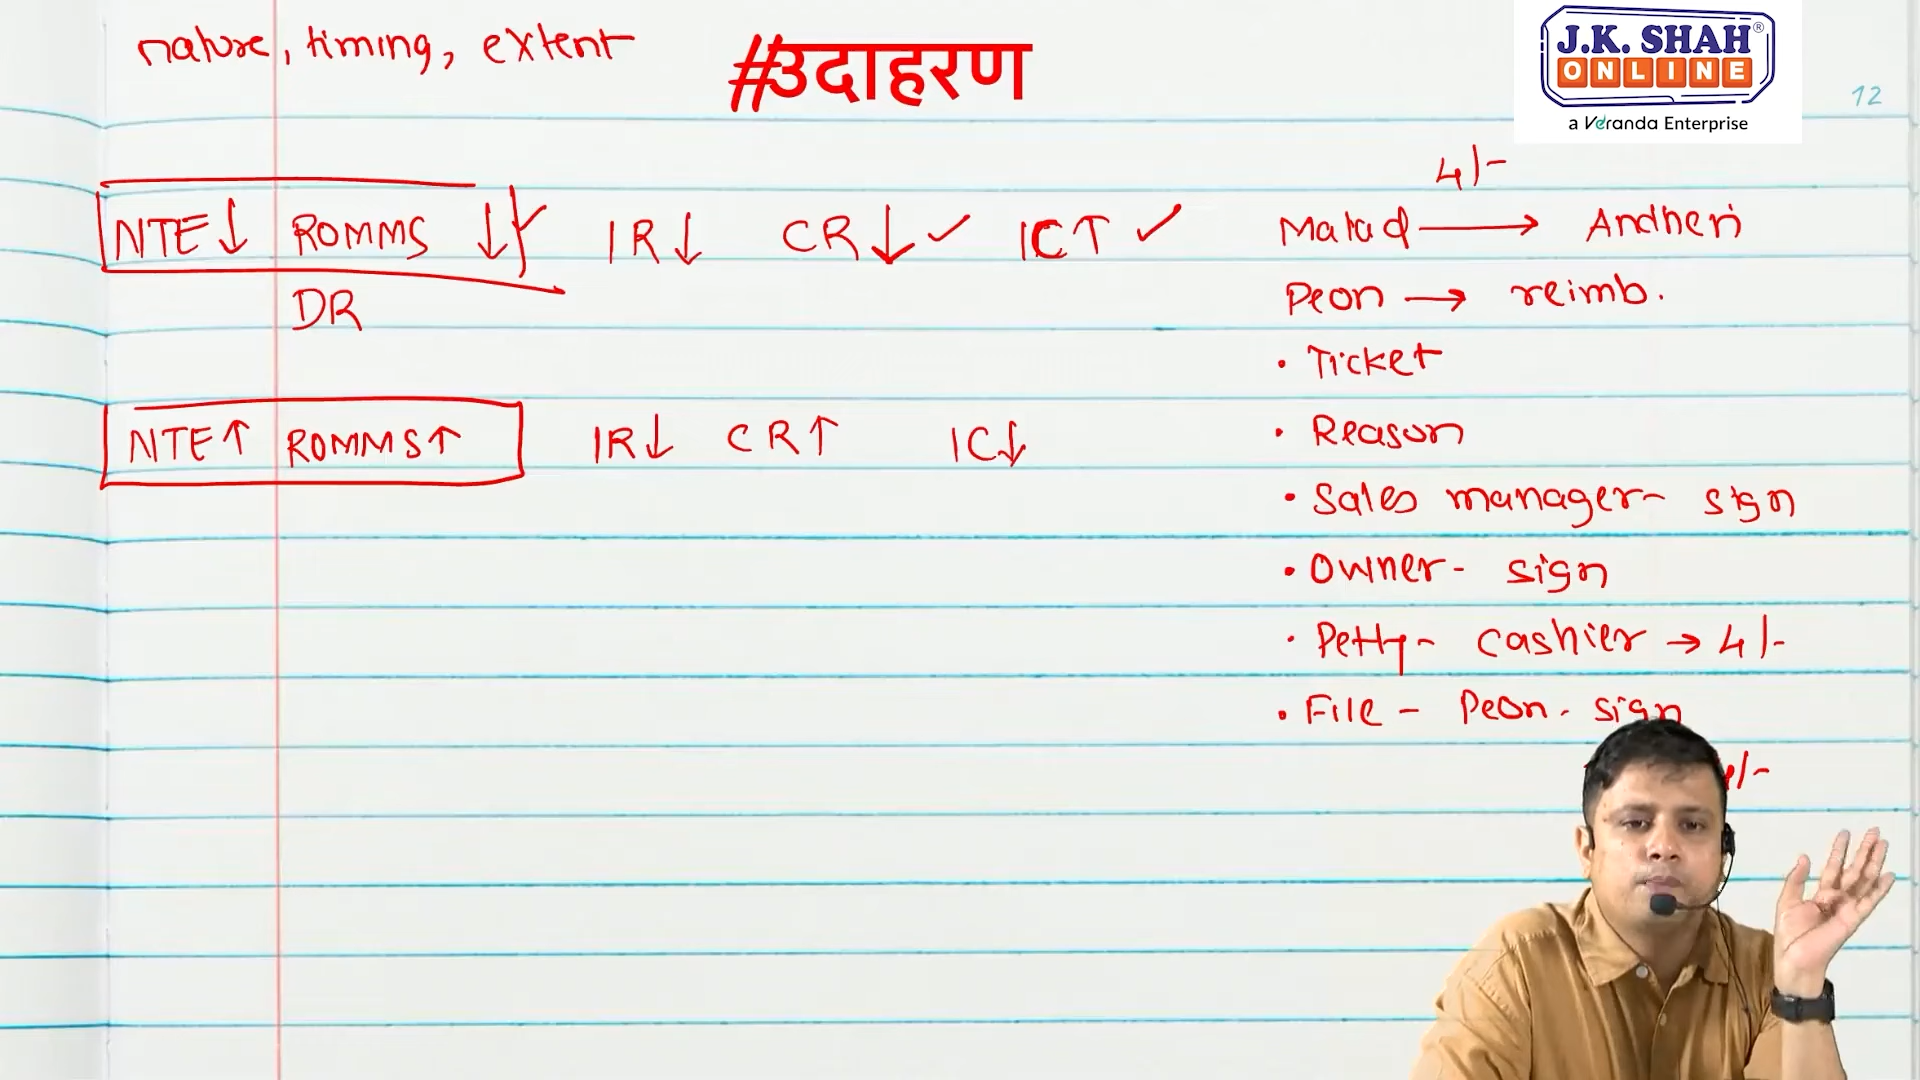 nature, timing, extent
#उदाहरण
J.K. SHAH®
ONLINE
a Veranda Enterprise
12
NTE↓ ROMMS ↓ IR↓ CR↓ ✓ IC↑ ✓
DR
NTE↑ ROMMS↑ IR↓ CR↑ IC↓
4/-
Malad → Andheri
Peon → reimb.
• Ticket
• Reason
• Sales manager- sign
• Owner- sign
• Petty- cashier → 4/-
• File - Peon - sign
/-